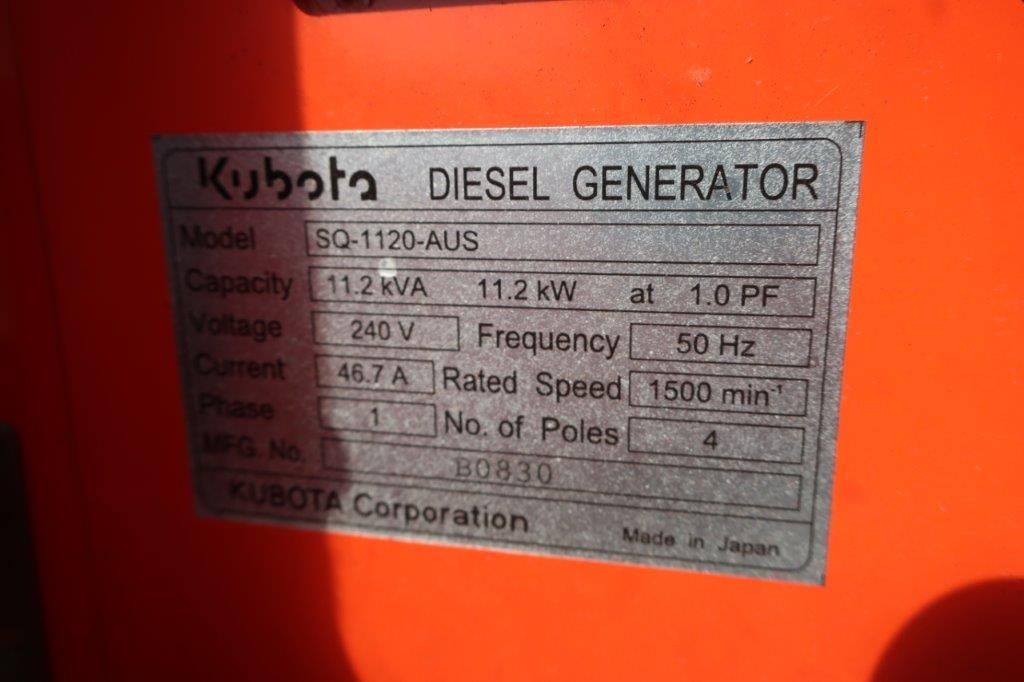 Kubota DIESEL GENERATOR
Model SQ-1120-AUS
Capacity 11.2 kVA 11.2 kW at 1.0 PF
Voltage 240 V Frequency 50 Hz
Current 46.7 A Rated Speed 1500 min⁻¹
Phase 1 No. of Poles 4
MFG. No. B0830
KUBOTA Corporation Made in Japan